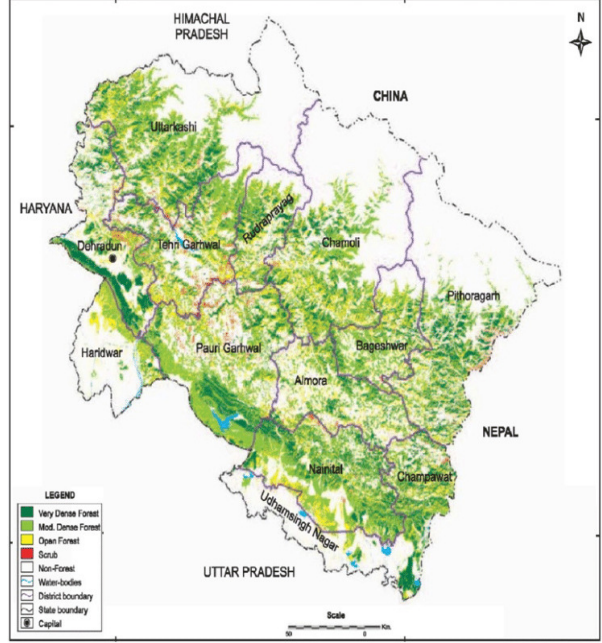 HIMACHAL
PRADESH
N
CHINA
Uttarkashi
HARYANA
Dehradun
Tehri Garhwal
Rudraprayag
Chamoli
Pithoragarh
Haridwar
Pauri Garhwal
Bageshwar
Almora
NEPAL
Nainital
Champawat
Udhamsingh Nagar
UTTAR PRADESH
LEGEND
Very Dense Forest
Mod. Dense Forest
Open Forest
Scrub
Non-Forest
Water-bodies
District boundary
State boundary
Capital
Scale
50 0 Km.